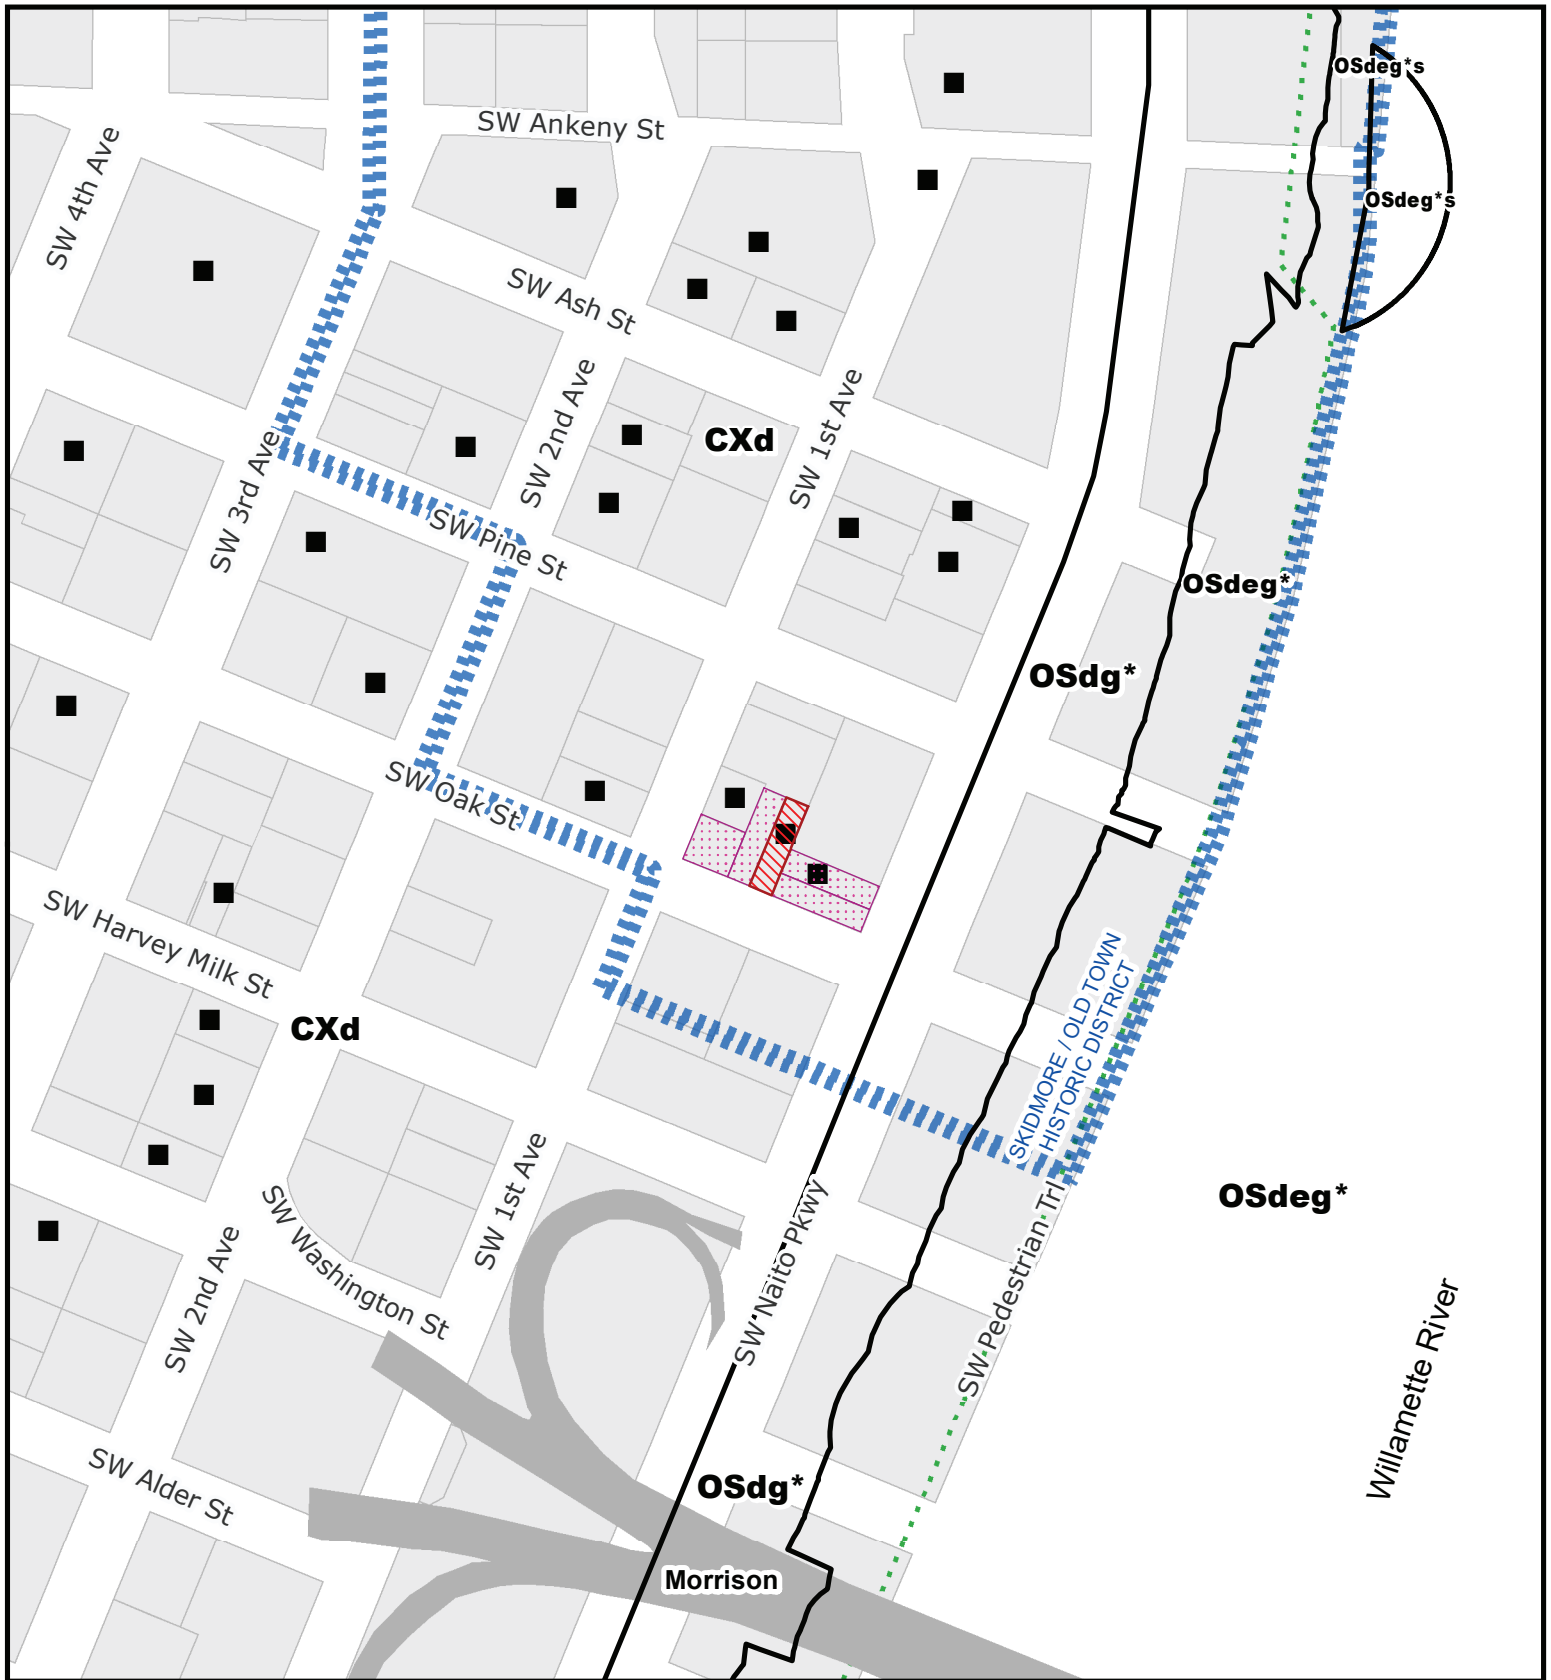 OSdeg*s
SW Ankeny St
SW 4th Ave
OSdeg*s
SW Ash St
SW 2nd Ave
SW 1st Ave
CXd
SW 3rd Ave
SW Pine St
OSdeg*
OSdg*
SW Oak St
SW Harvey Milk St
SKIDMORE / OLD TOWN
HISTORIC DISTRICT
CXd
SW 1st Ave
SW Naito Pkwy
SW Pedestrian Trl
OSdeg*
SW Washington St
SW 2nd Ave
Willamette River
SW Alder St
OSdg*
Morrison